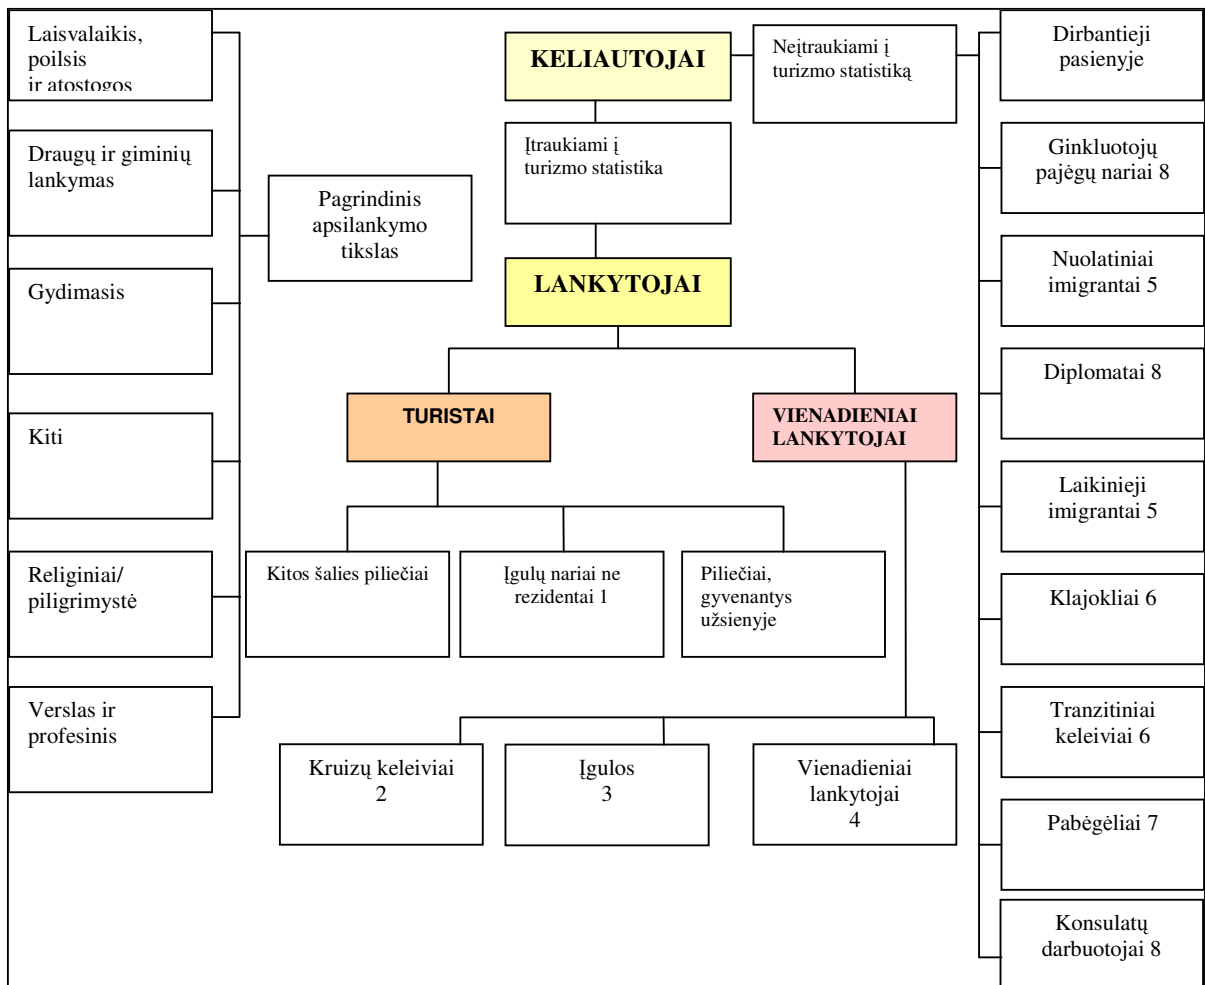 Laisvalaikis,
poilsis
ir atostogos
Draugų ir giminių
lankymas
Gydimasis
Kiti
Religiniai/
piligrimystė
Verslas ir
profesinis
Pagrindinis
apsilankymo
tikslas
KELIAUTOJAI
Neįtraukiami į
turizmo statistiką
Įtraukiami į
turizmo statistika
LANKYTOJAI
TURISTAI
VIENADIENIAI
LANKYTOJAI
Kitos šalies piliečiai
Įgulų nariai ne
rezidentai 1
Piliečiai,
gyvenantys
užsienyje
Kruizų keleiviai
2
Įgulos
3
Vienadieniai
lankytojai
4
Dirbantieji
pasienyje
Ginkluotojų
pajėgų nariai 8
Nuolatiniai
imigrantai 5
Diplomatai 8
Laikinieji
imigrantai 5
Klajokliai 6
Tranzitiniai
keleiviai 6
Pabėgėliai 7
Konsulatų
darbuotojai 8